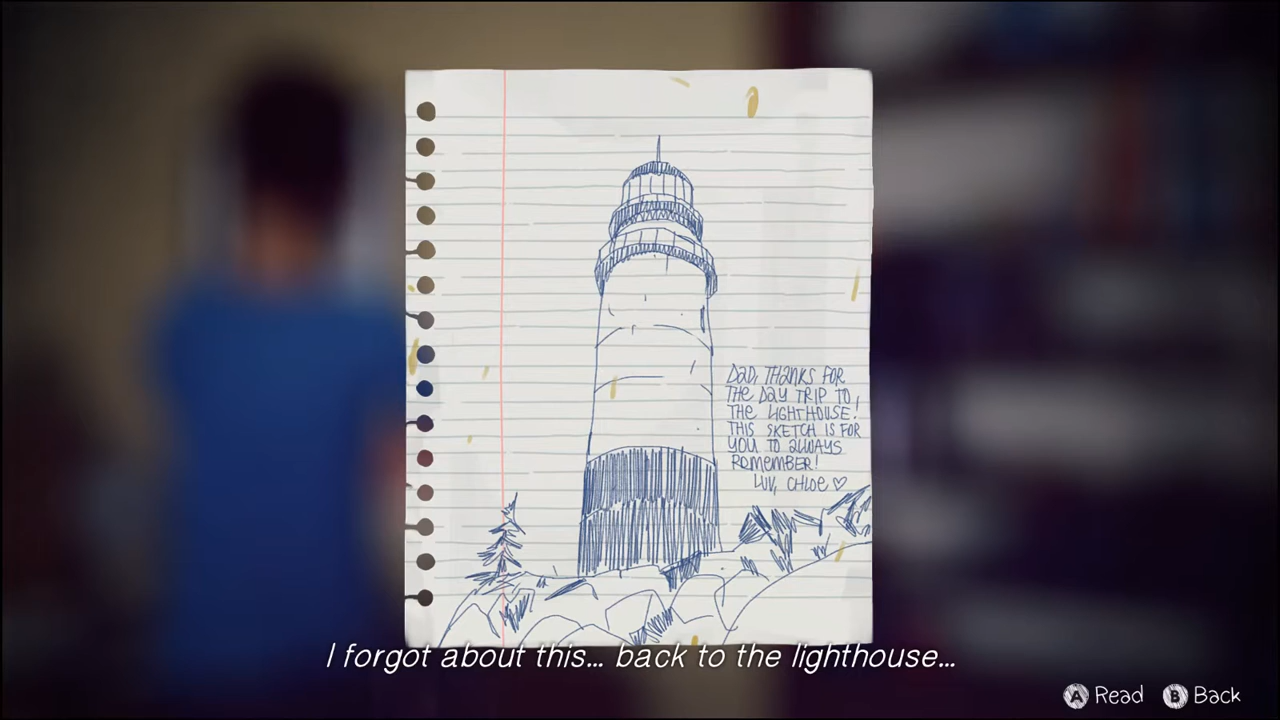 DaD, THaNKS FOR
THE Day TRIP TO
THE LIGHTHOUSE!
THIS SKETCH IS FOR
YOU TO aLWAYS
REMEMBER!
LUV, CHLOE ♡
I forgot about this... back to the lighthouse...
A Read B Back